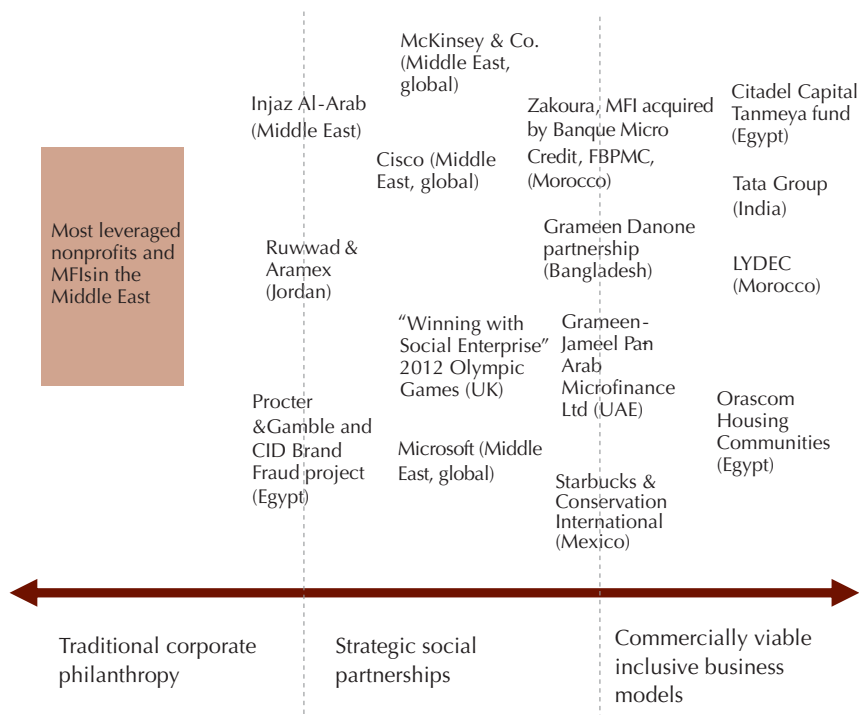 Most leveraged
nonprofits and
MFIsin the
Middle East
Injaz Al-Arab
(Middle East)
Ruwwad &
Aramex
(Jordan)
Procter
&Gamble and
CID Brand
Fraud project
(Egypt)
McKinsey & Co.
(Middle East,
global)
Cisco (Middle
East, global)
“Winning with
Social Enterprise”
2012 Olympic
Games (UK)
Microsoft (Middle
East, global)
Zakoura, MFI acquired
by Banque Micro
Credit, FBPMC,
(Morocco)
Grameen Danone
partnership
(Bangladesh)
Grameen-
Jameel Pan-
Arab
Microfinance
Ltd (UAE)
Starbucks &
Conservation
International
(Mexico)
Citadel Capital
Tanmeya fund
(Egypt)
Tata Group
(India)
LYDEC
(Morocco)
Orascom
Housing
Communities
(Egypt)
Traditional corporate
philanthropy
Strategic social
partnerships
Commercially viable
inclusive business
models